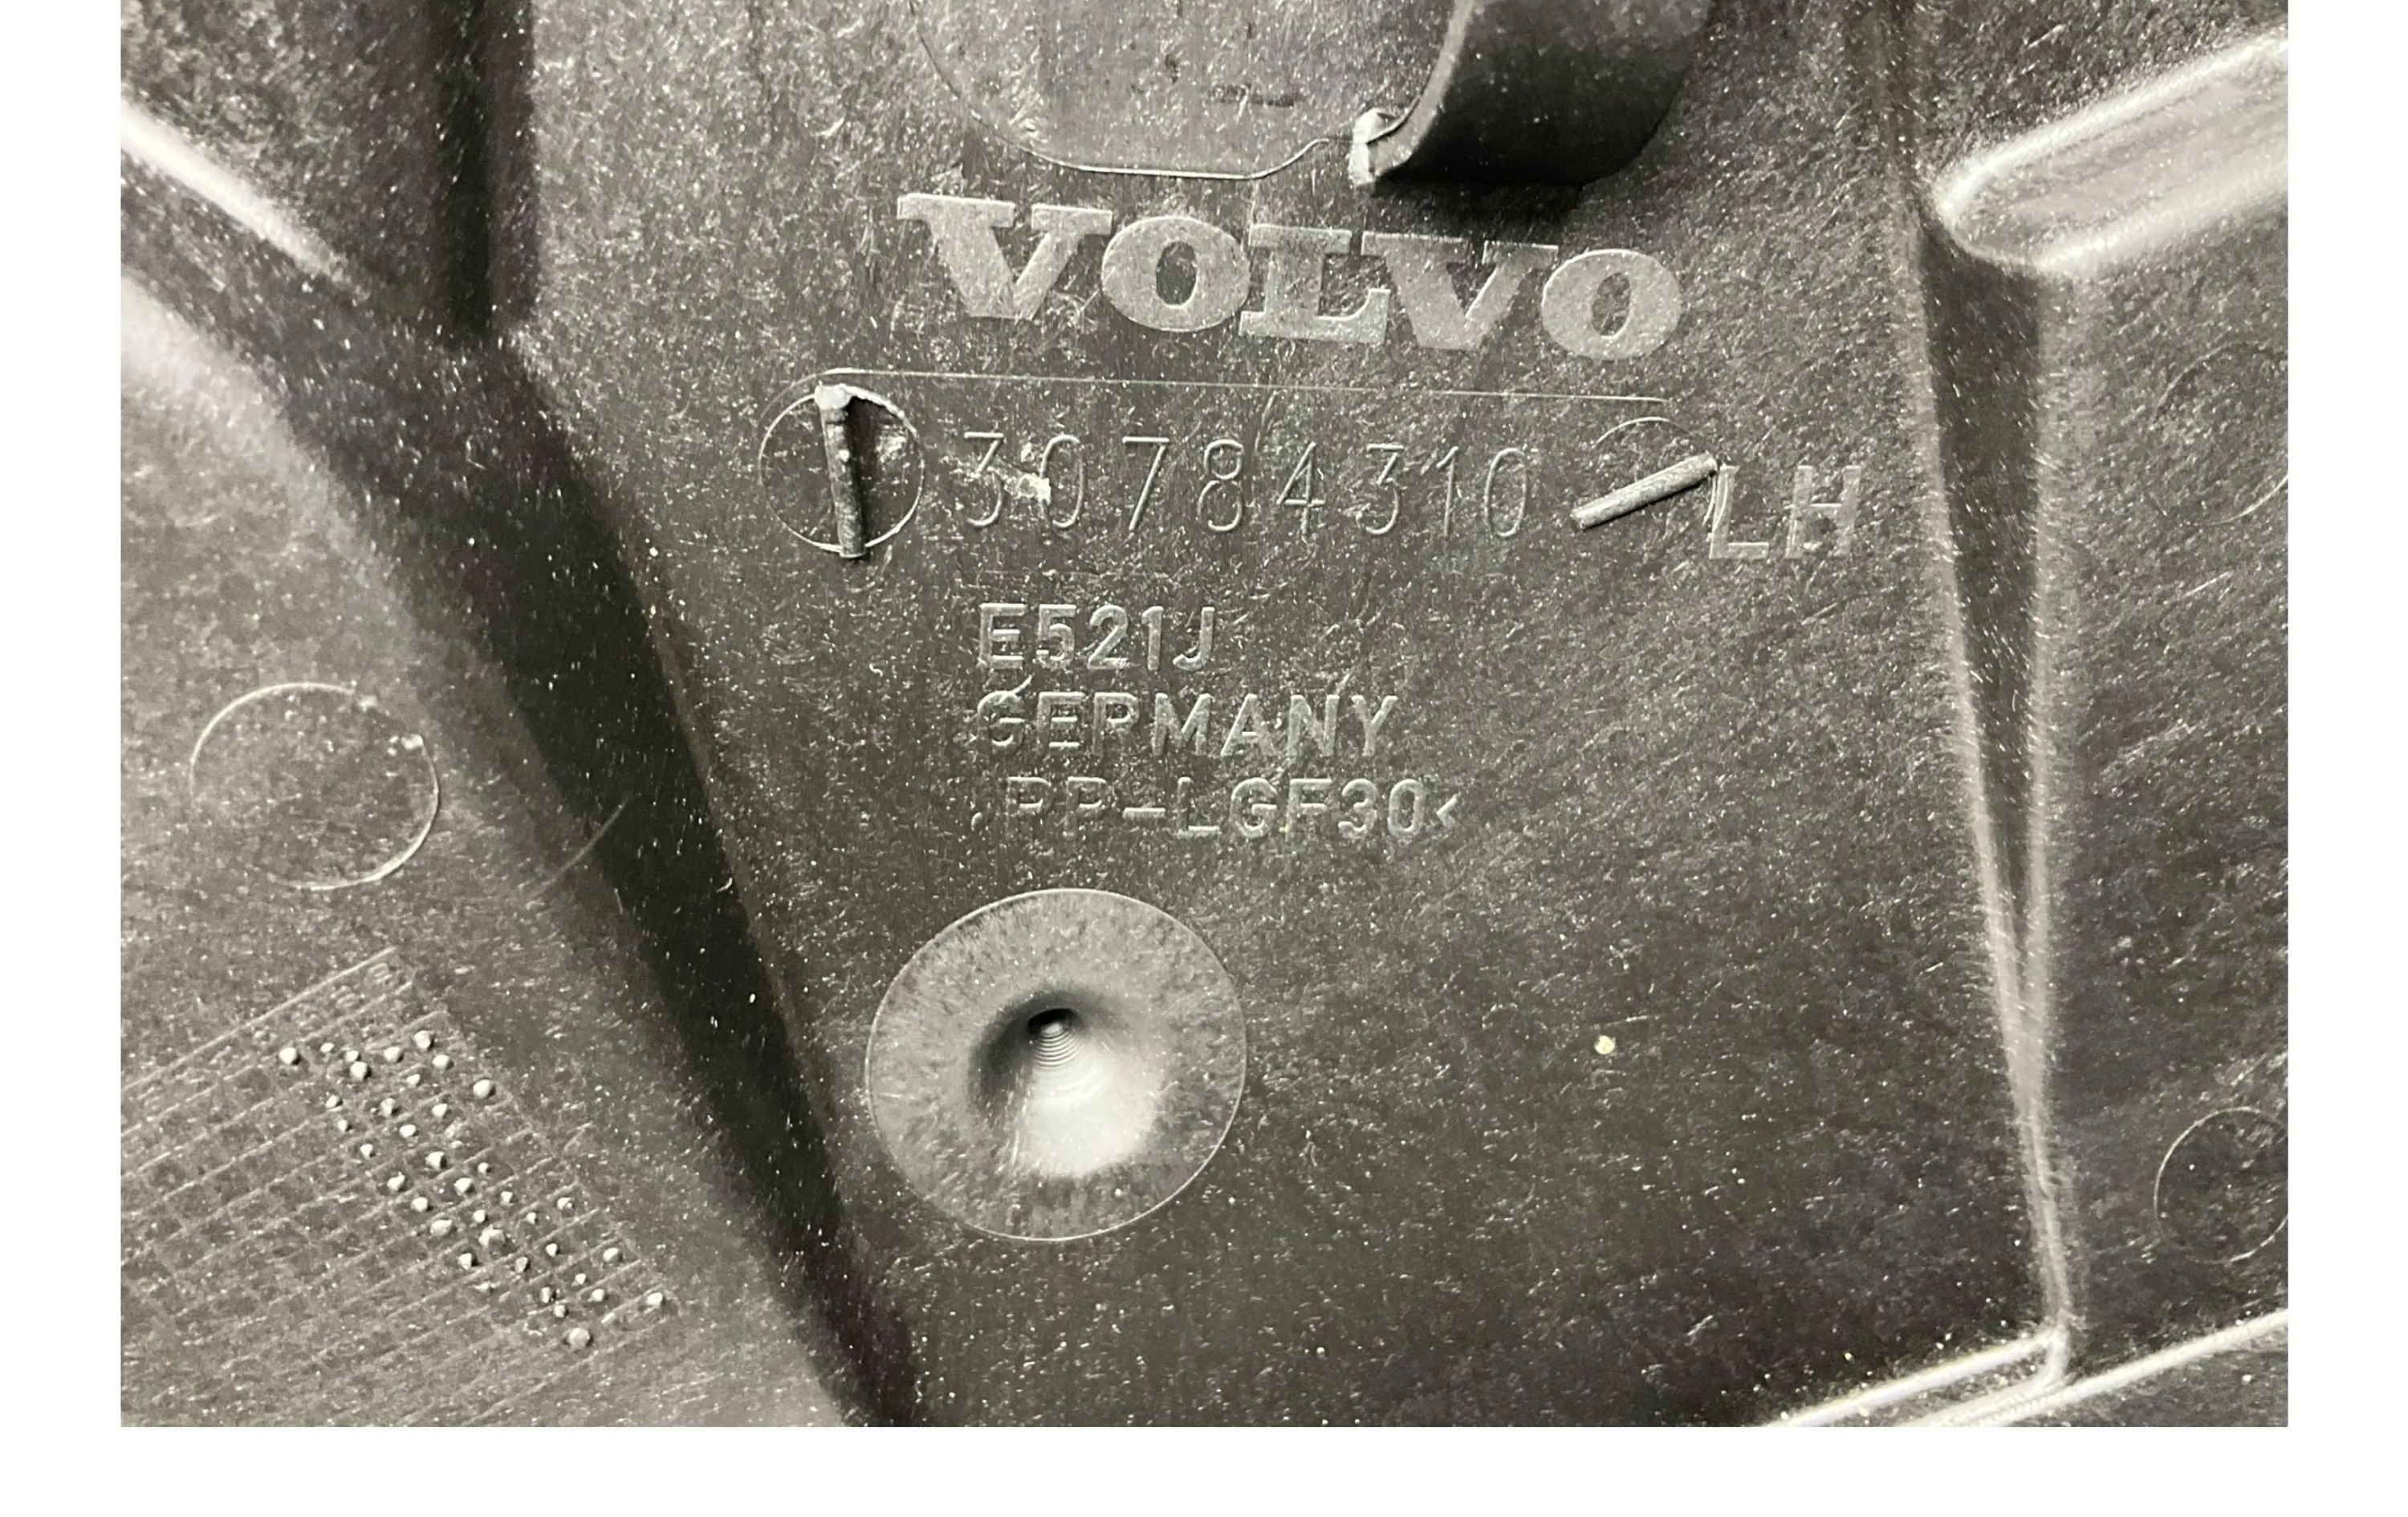 VOLVO
30784310 LH
E521J
GERMANY
PP-LGF30<